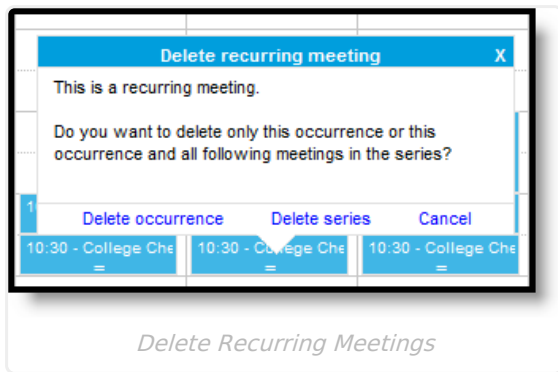 Delete recurring meeting X
This is a recurring meeting.
Do you want to delete only this occurrence or this
occurrence and all following meetings in the series?
Delete occurrence Delete series Cancel
10:30 - College Che 10:30 - College Che 10:30 - College Che
= = =
Delete Recurring Meetings